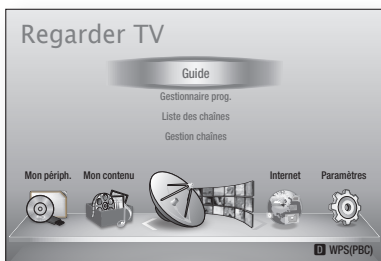 Regarder TV
Guide
Gestionnaire prog.
Liste des chaînes
Gestion chaînes
Mon périph. Mon contenu Internet Paramètres
D WPS(PBC)